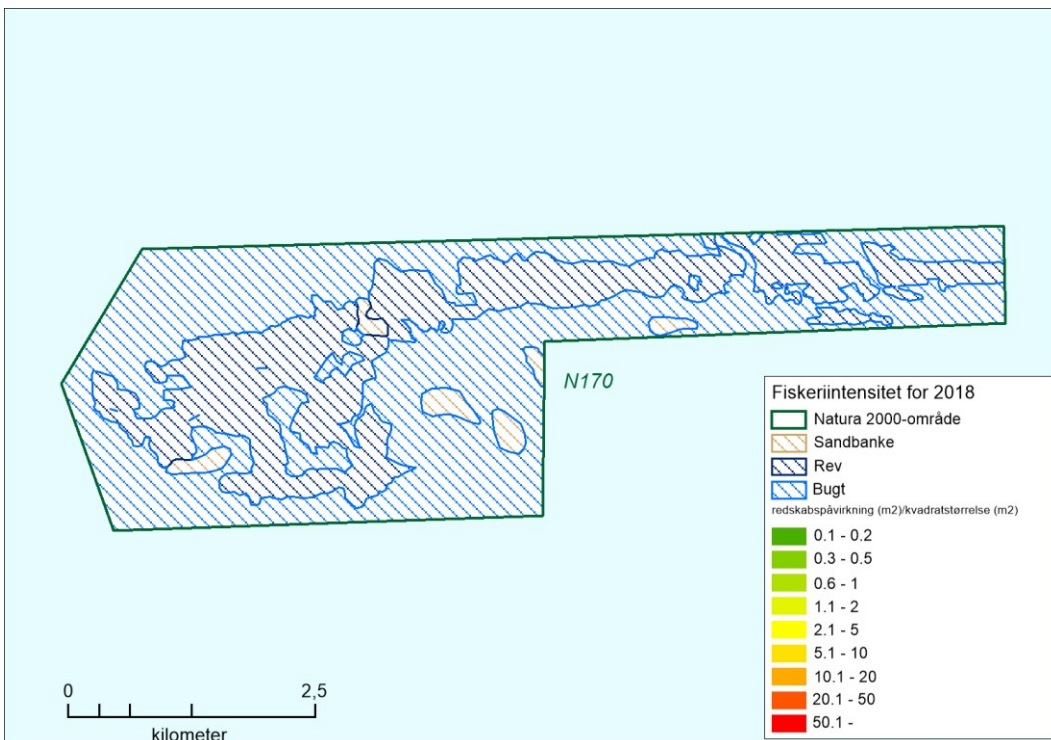 N170
Fiskeriintensitet for 2018
Natura 2000-område
Sandbanke
Rev
Bugt
redskabspåvirkning (m2)/kvadratstørrelse (m2)
0.1 - 0.2
0.3 - 0.5
0.6 - 1
1.1 - 2
2.1 - 5
5.1 - 10
10.1 - 20
20.1 - 50
50.1 -
0 2,5
kilometer